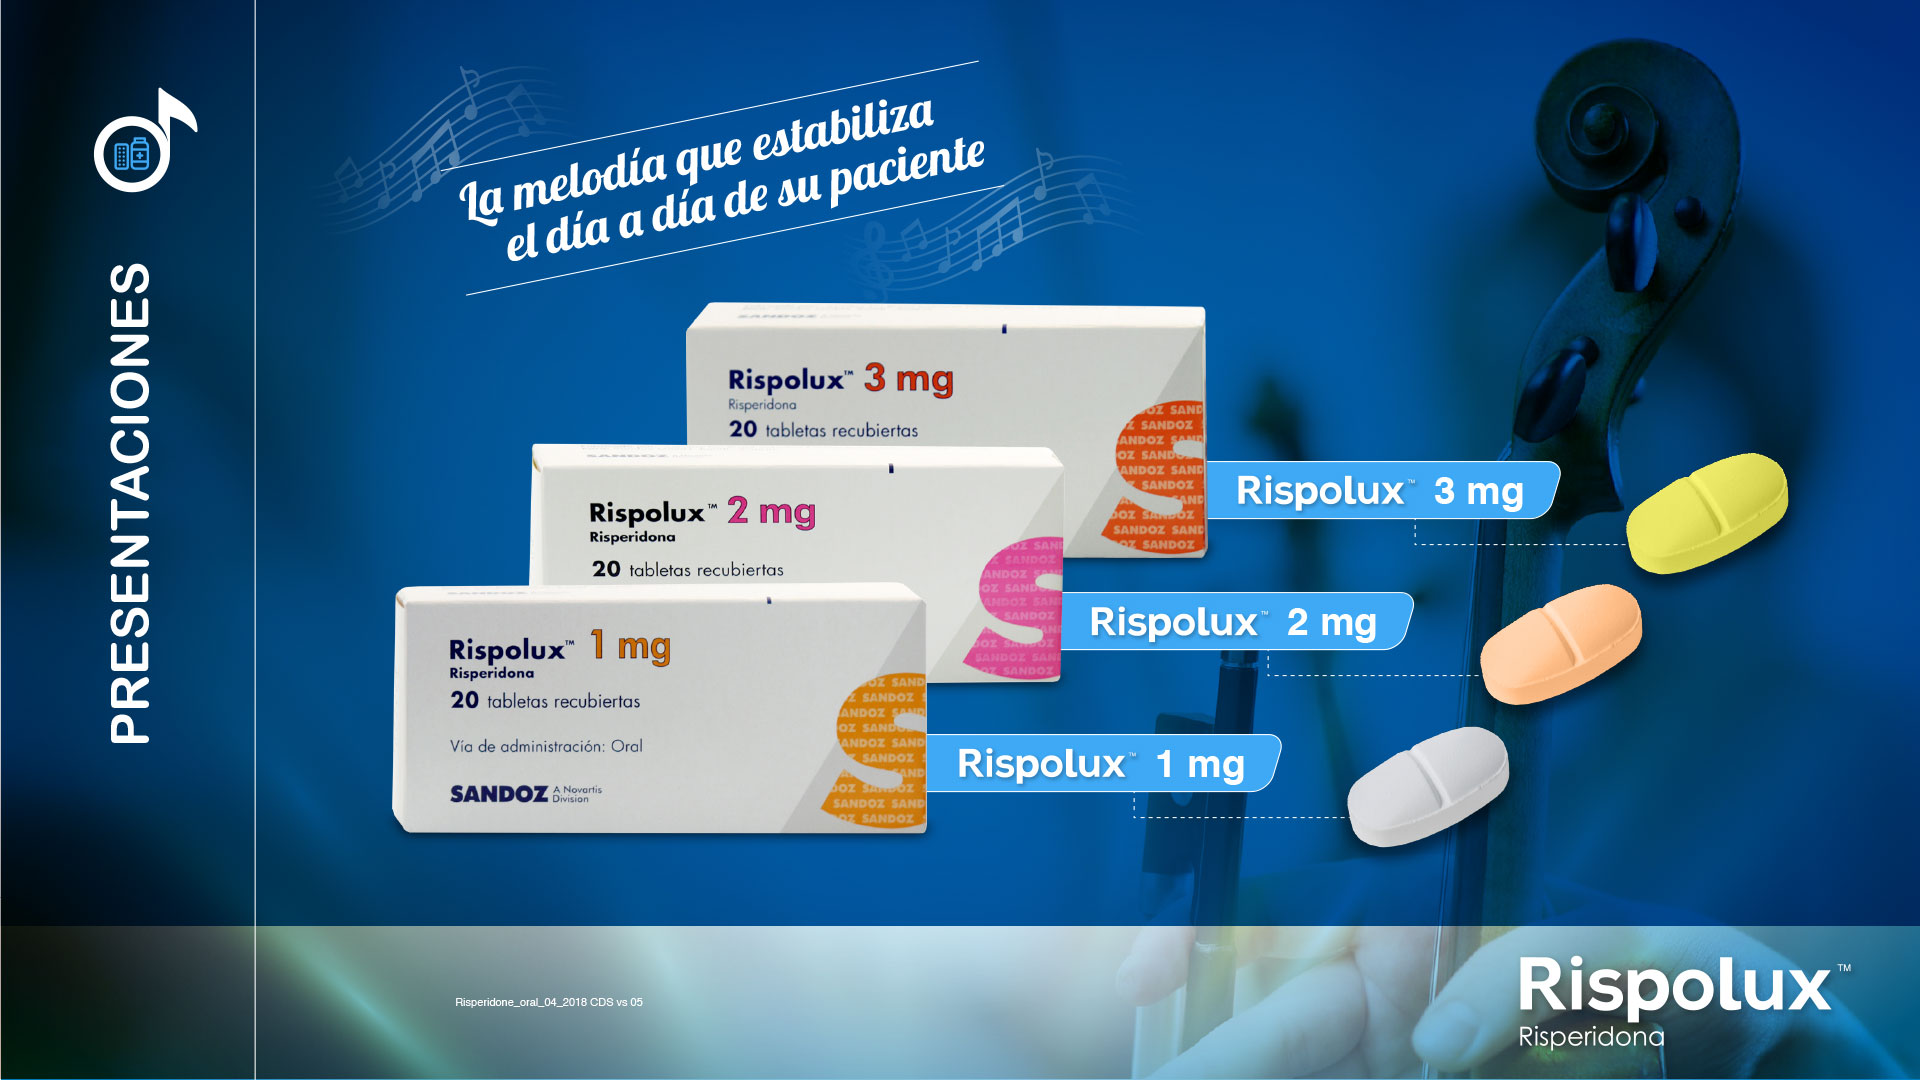 PRESENTACIONES
La melodía que estabiliza
el día a día de su paciente
SANDOZ
Rispolux™ 3 mg
Risperidona
20 tabletas recubiertas
Rispolux™ 3 mg
SANDOZ
Rispolux™ 2 mg
Risperidona
20 tabletas recubiertas
Rispolux™ 2 mg
Rispolux™ 1 mg
Risperidona
20 tabletas recubiertas
Vía de administración: Oral
SANDOZ A Novartis
Division
Rispolux™ 1 mg
Risperidone_oral_04_2018 CDS vs 05
Rispolux™
Risperidona